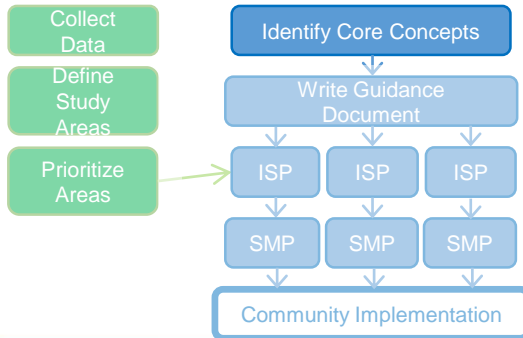 Collect
Data
Define
Study
Areas
Prioritize
Areas
Identify Core Concepts
Write Guidance
Document
ISP ISP ISP
SMP SMP SMP
Community Implementation